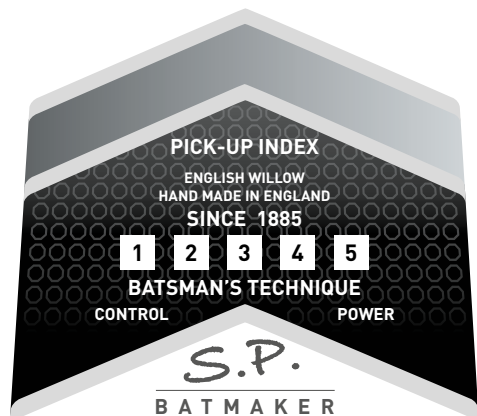 PICK-UP INDEX
ENGLISH WILLOW
HAND MADE IN ENGLAND
SINCE 1885
1 2 3 4 5
BATSMAN'S TECHNIQUE
CONTROL POWER
S.P.
BATMAKER